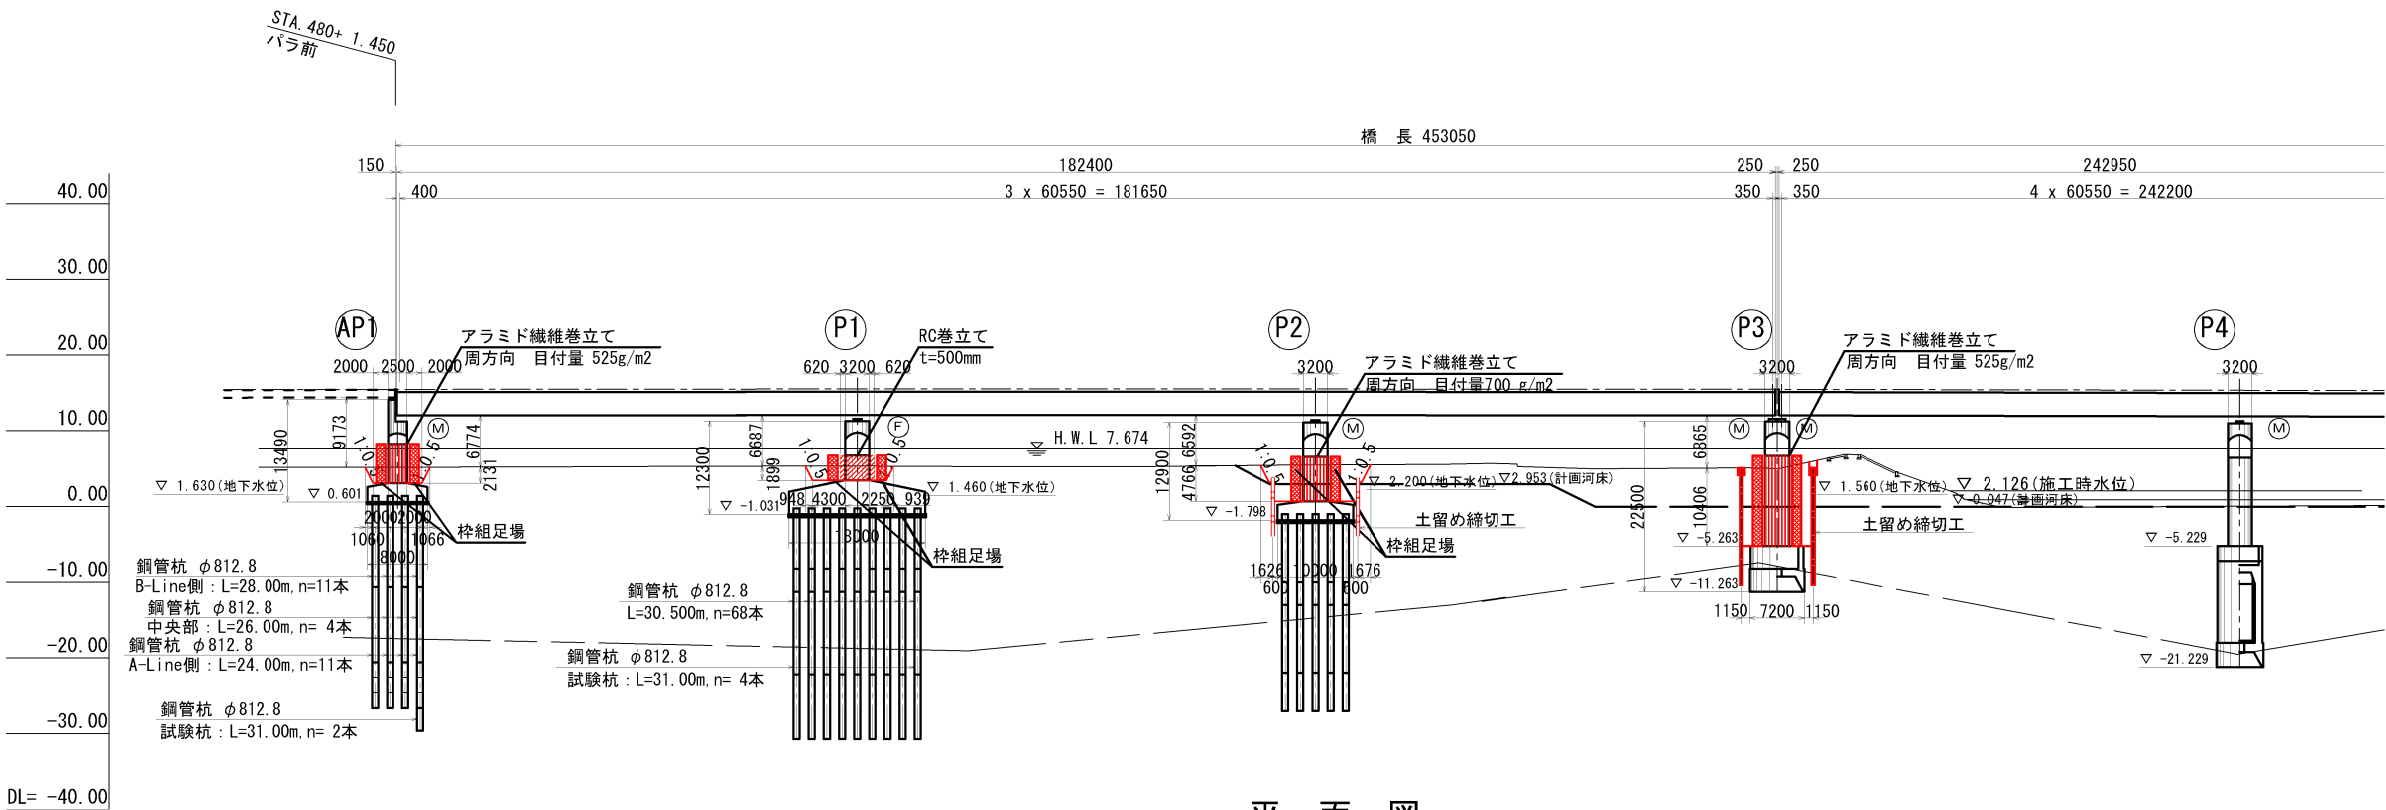 STA.480+ 1.450
パラ前
橋 長 453050
150
182400
250
250
242950
400
3 x 60550 = 181650
350
350
4 x 60550 = 242200
40.00
30.00
20.00
10.00
0.00
-10.00
-20.00
-30.00
DL= -40.00
AP1
アラミド繊維巻立て
周方向 目付量 525g/m2
2000
2500
2000
13490
9173
6774
2131
M
1:0.5
▽ 1.630(地下水位)
▽ 0.601
2000
2000
1060
1066
8000
枠組足場
鋼管杭 φ812.8
B-Line側:L=28.00m,n=11本
鋼管杭 φ812.8
中央部:L=26.00m,n= 4本
鋼管杭 φ812.8
A-Line側:L=24.00m,n=11本
鋼管杭 φ812.8
試験杭:L=31.00m,n= 2本
P1
RC巻立て
t=500mm
620
3200
620
12300
6687
1899
F
1:0.5
▽ -1.031
948
4300
2250
939
18000
▽ 1.460(地下水位)
枠組足場
鋼管杭 φ812.8
L=30.500m,n=68本
鋼管杭 φ812.8
試験杭:L=31.00m,n= 4本
H.W.L 7.674
P2
アラミド繊維巻立て
周方向 目付量700 g/m2
3200
12900
6592
4766
M
1:0.5
1:0.5
▽ 2.200(地下水位)
▽2.953(計画河床)
▽ -1.798
土留め締切工
枠組足場
1626
10000
1676
600
600
P3
アラミド繊維巻立て
周方向 目付量 525g/m2
3200
M
M
22500
6865
10406
▽ 1.560(地下水位)
▽ 2.126(施工時水位)
▽ 0.047(計画河床)
土留め締切工
▽ -5.263
▽ -11.263
1150
7200
1150
P4
3200
M
▽ -5.229
▽ -21.229
平 面 図